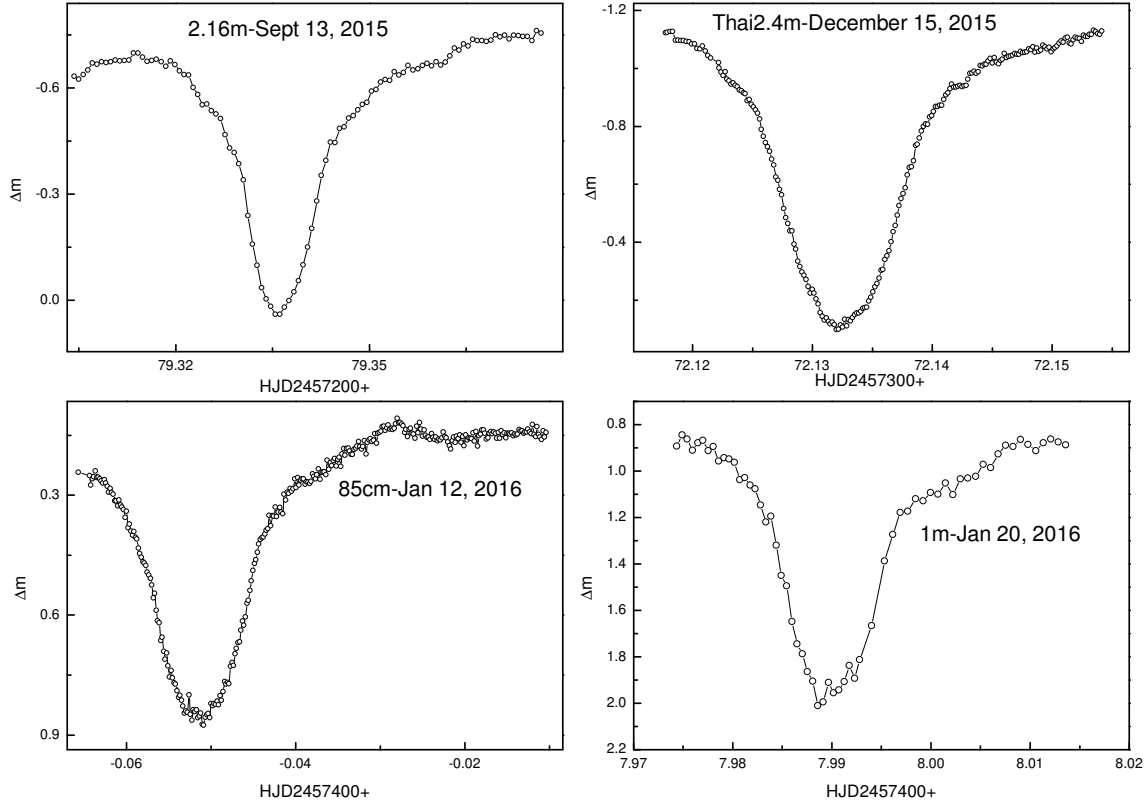 2.16m-Sept 13, 2015
Δm
-0.6
-0.3
0.0
79.32 79.35
HJD2457200+
Thai2.4m-December 15, 2015
Δm
-1.2
-0.8
-0.4
72.12 72.13 72.14 72.15
HJD2457300+
85cm-Jan 12, 2016
Δm
0.3
0.6
0.9
-0.06 -0.04 -0.02
HJD2457400+
1m-Jan 20, 2016
Δm
0.8
1.0
1.2
1.4
1.6
1.8
2.0
2.2
7.97 7.98 7.99 8.00 8.01 8.02
HJD2457400+